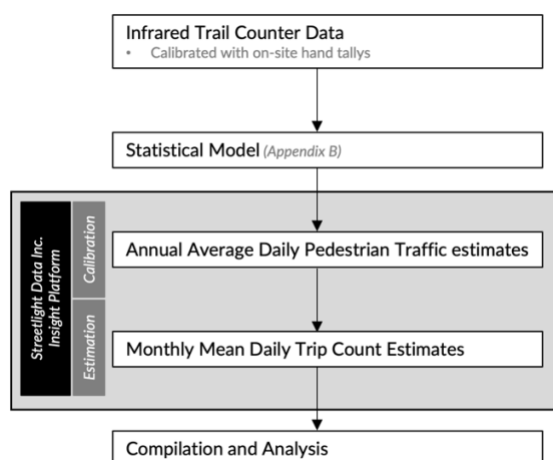 Infrared Trail Counter Data
• Calibrated with on-site hand tallys
Statistical Model (Appendix B)
Streetlight Data Inc.
Insight Platform
Calibration
Annual Average Daily Pedestrian Traffic estimates
Estimation
Monthly Mean Daily Trip Count Estimates
Compilation and Analysis